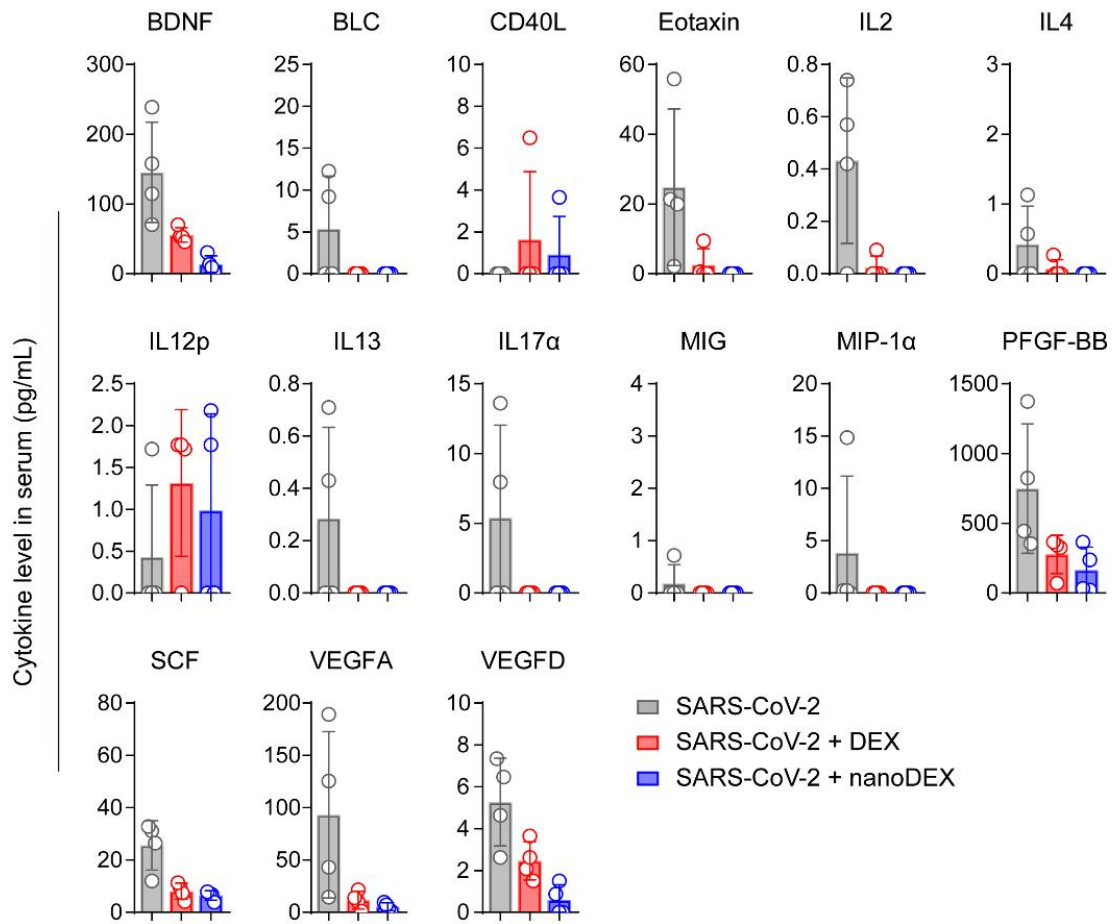 BDNF BLC CD40L Eotaxin IL2 IL4
300 25 10 60 0.8 3
200 20 8 40 0.6 2
100 15 6 20 0.4 1
0 10 4 0 0.2 0
5 2 0.0
0 0
IL12p IL13 IL17α MIG MIP-1α PFGF-BB
2.5 0.8 15 4 20 1500
2.0 0.6 10 3 15 1000
1.5 0.4 5 2 10 500
1.0 0.2 0 1 5 0
0.5 0.0 0 0
0.0
SCF VEGFA VEGFD
80 200 10
60 150 8
40 100 6
20 50 4
0 0 2
0
Cytokine level in serum (pg/mL)
SARS-CoV-2
SARS-CoV-2 + DEX
SARS-CoV-2 + nanoDEX